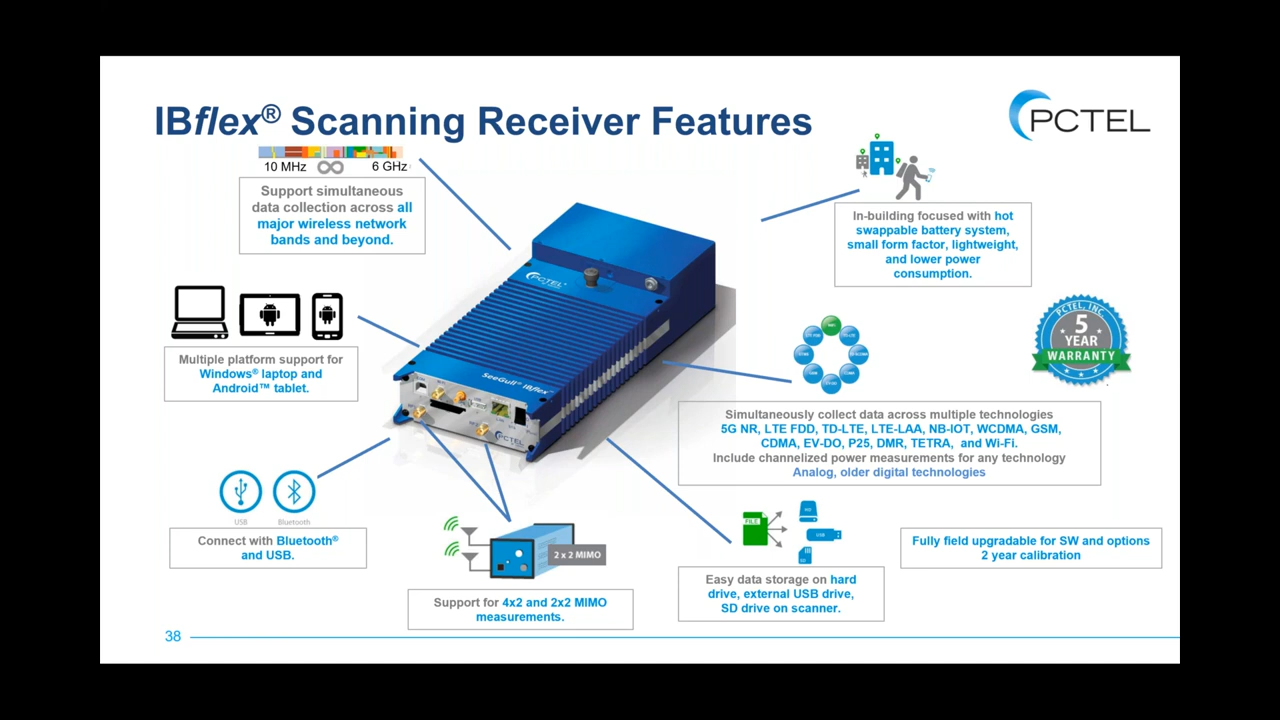 IBflex® Scanning Receiver Features
PCTEL
10 MHz
6 GHz
Support simultaneous
data collection across all
major wireless network
bands and beyond.
In-building focused with hot
swappable battery system,
small form factor, lightweight,
and lower power
consumption.
PCTEL
Multiple platform support for
Windows® laptop and
Android™ tablet.
PCTEL, INC.
5
YEAR
WARRANTY
SeeGull® IBflex™
PCTEL
Simultaneously collect data across multiple technologies
5G NR, LTE FDD, TD-LTE, LTE-LAA, NB-IOT, WCDMA, GSM,
CDMA, EV-DO, P25, DMR, TETRA, and Wi-Fi.
Include channelized power measurements for any technology
Analog, older digital technologies
USB
Bluetooth
Connect with Bluetooth®
and USB.
2 x 2 MIMO
Support for 4x2 and 2x2 MIMO
measurements.
FILE
USB
SD
Easy data storage on hard
drive, external USB drive,
SD drive on scanner.
Fully field upgradable for SW and options
2 year calibration
38